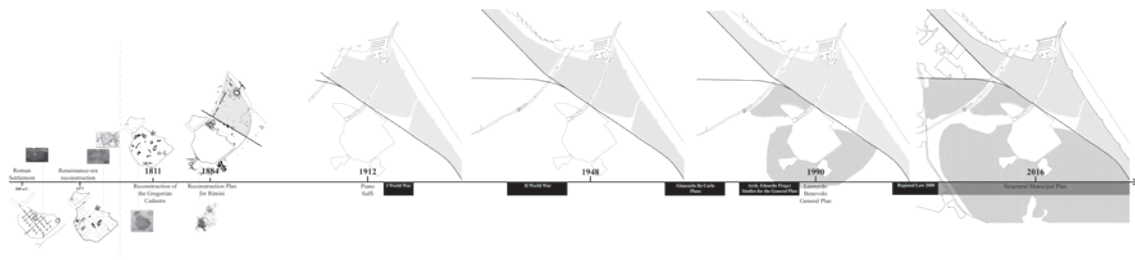 Roman
Settlement
268 a.C.
Renaissance-era
reconstruction
1811
Reconstruction of
the Gregorian
Cadastre
1884
Reconstruction Plan
for Rimini
1912
Piano
Saffi
I World War
II World War
1948
Giancarlo De Carlo
Plans
Arch. Edoardo Preger
Studies for the General Plan
1990
Leonardo
Benevolo
General Plan
Regional Law 2000
2016
Structural Municipal Plan